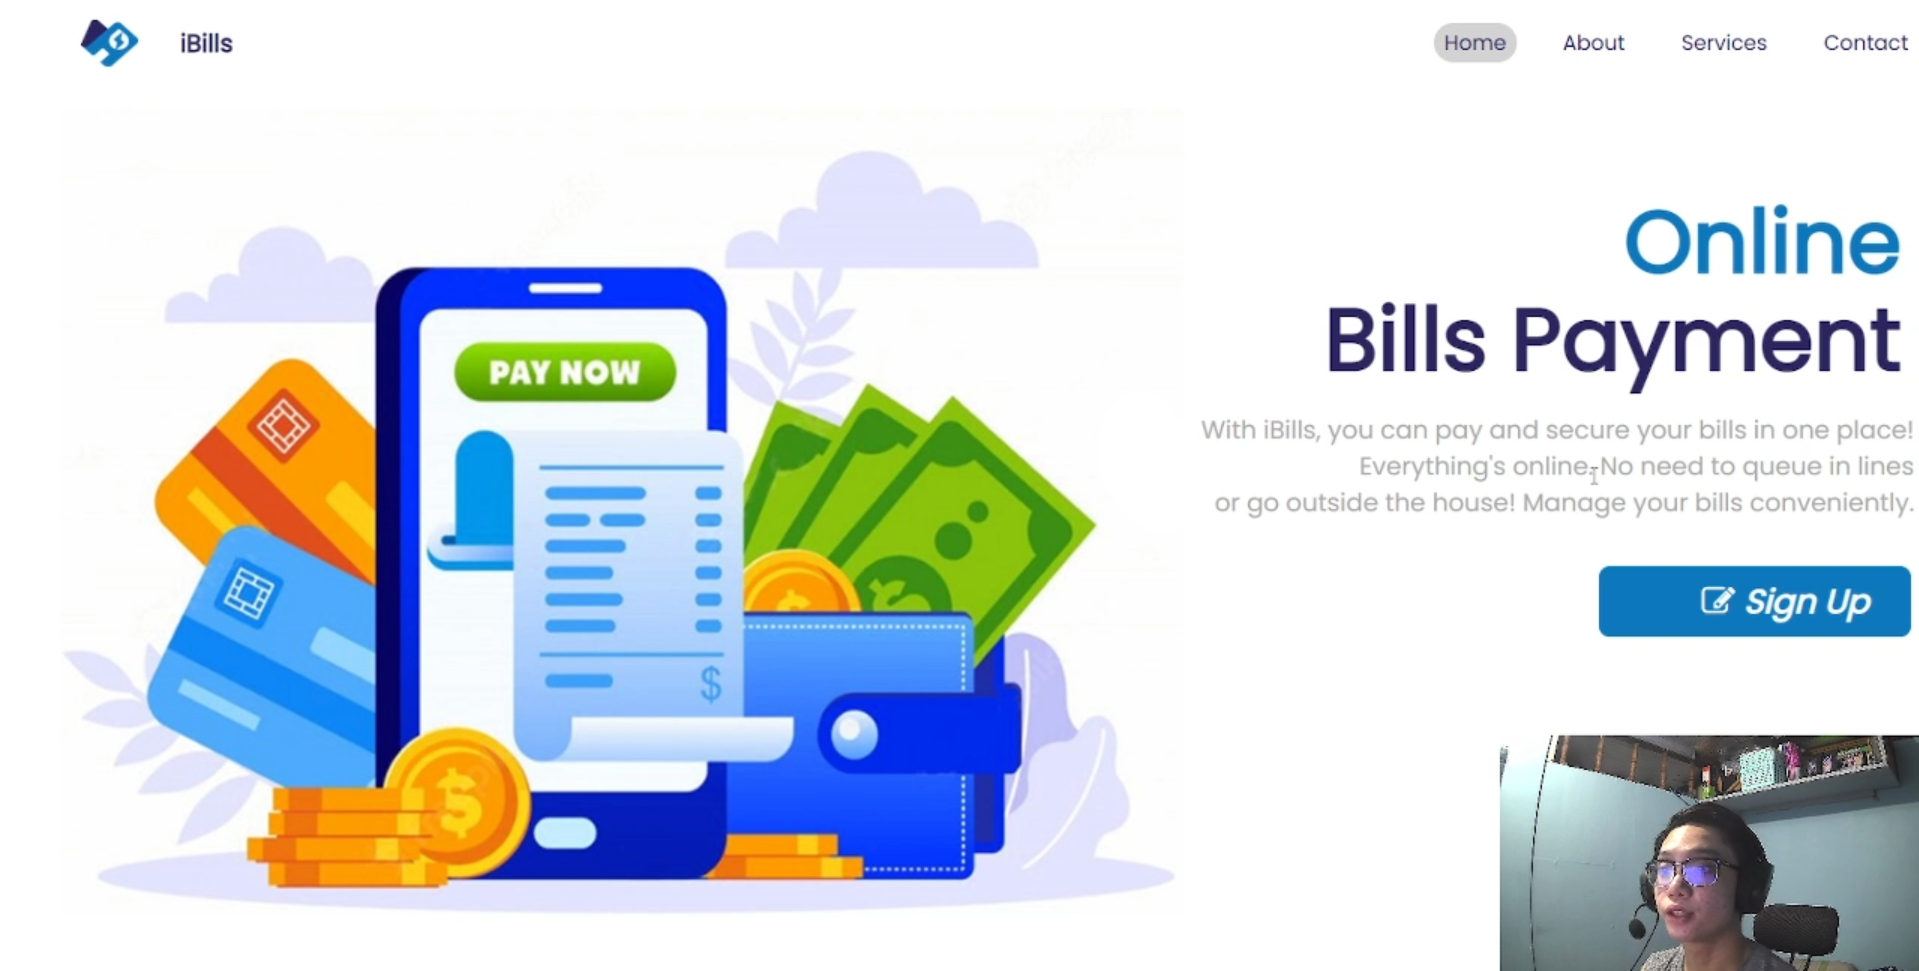 iBills
Home
About
Services
Contact
Online
Bills Payment
With iBills, you can pay and secure your bills in one place!
Everything's online. No need to queue in lines
or go outside the house! Manage your bills conveniently.
Sign Up
PAY NOW
$
$
$
$